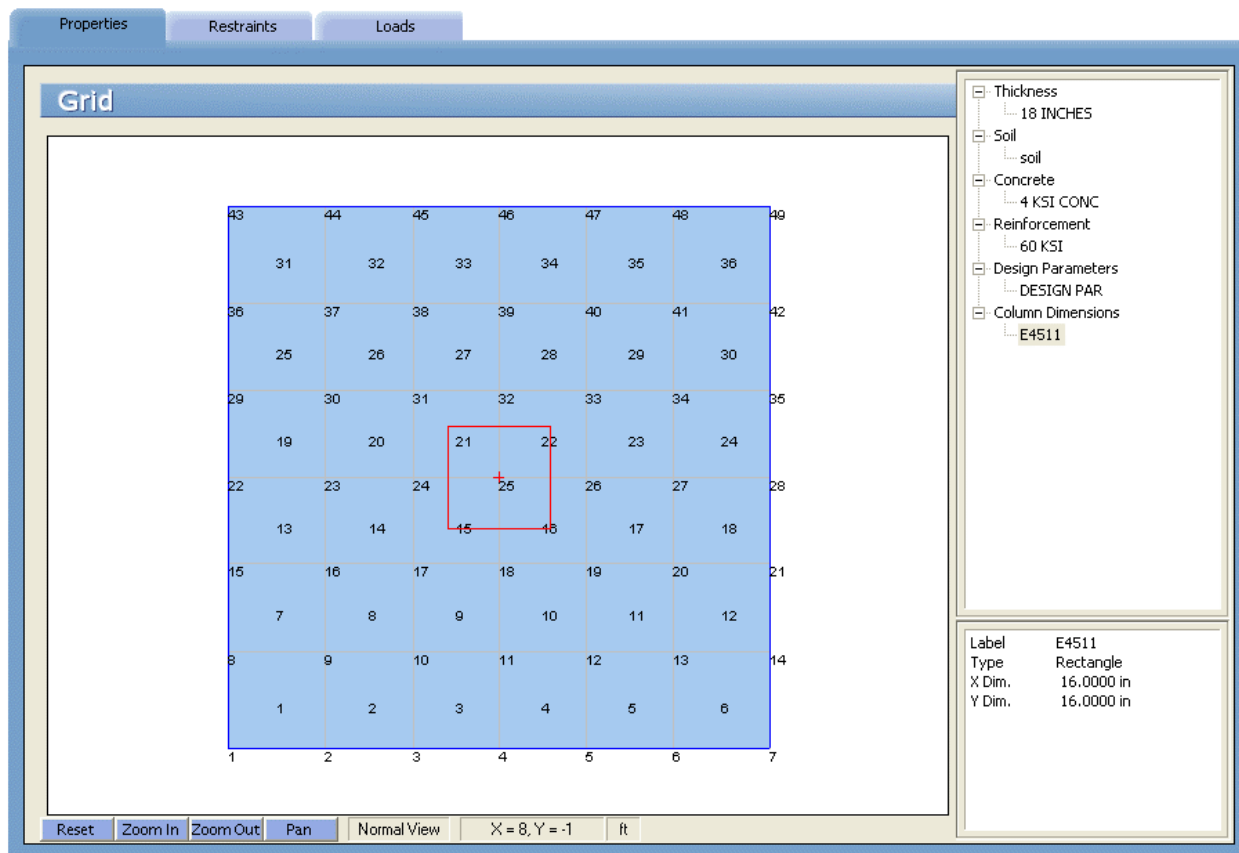 Properties Restraints Loads
Grid
43 44 45 46 47 48 49
31 32 33 34 35 36
36 37 38 39 40 41 42
25 26 27 28 29 30
29 30 31 32 33 34 35
19 20 21 22 23 24
22 23 24 25 26 27 28
13 14 15 16 17 18
15 16 17 18 19 20 21
7 8 9 10 11 12
8 9 10 11 12 13 14
1 2 3 4 5 6
1 2 3 4 5 6 7
Reset Zoom In Zoom Out Pan Normal View X = 8, Y = -1 ft
Thickness
18 INCHES
Soil
soil
Concrete
4 KSI CONC
Reinforcement
60 KSI
Design Parameters
DESIGN PAR
Column Dimensions
E4511
Label E4511
Type Rectangle
X Dim. 16.0000 in
Y Dim. 16.0000 in